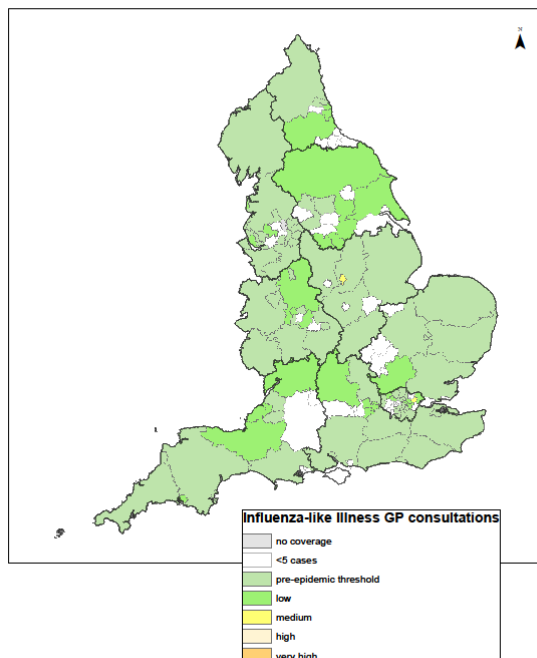 N
Influenza-like Illness GP consultations
no coverage
<5 cases
pre-epidemic threshold
low
medium
high
very high